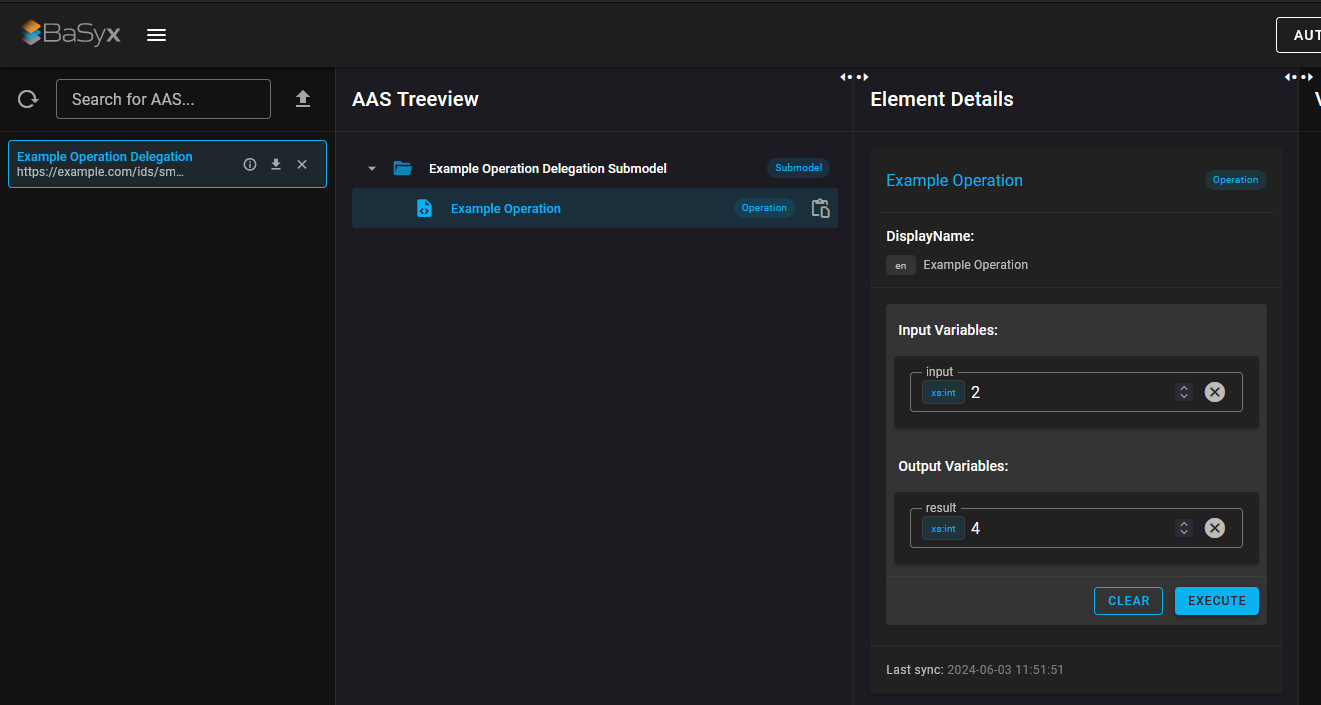 BaSyx
AUT
Search for AAS...
Example Operation Delegation
https://example.com/ids/sm...
AAS Treeview
Example Operation Delegation Submodel
Submodel
Example Operation
Operation
Element Details
Example Operation
Operation
DisplayName:
en Example Operation
Input Variables:
input
xs:int 2
Output Variables:
result
xs:int 4
CLEAR EXECUTE
Last sync: 2024-06-03 11:51:51